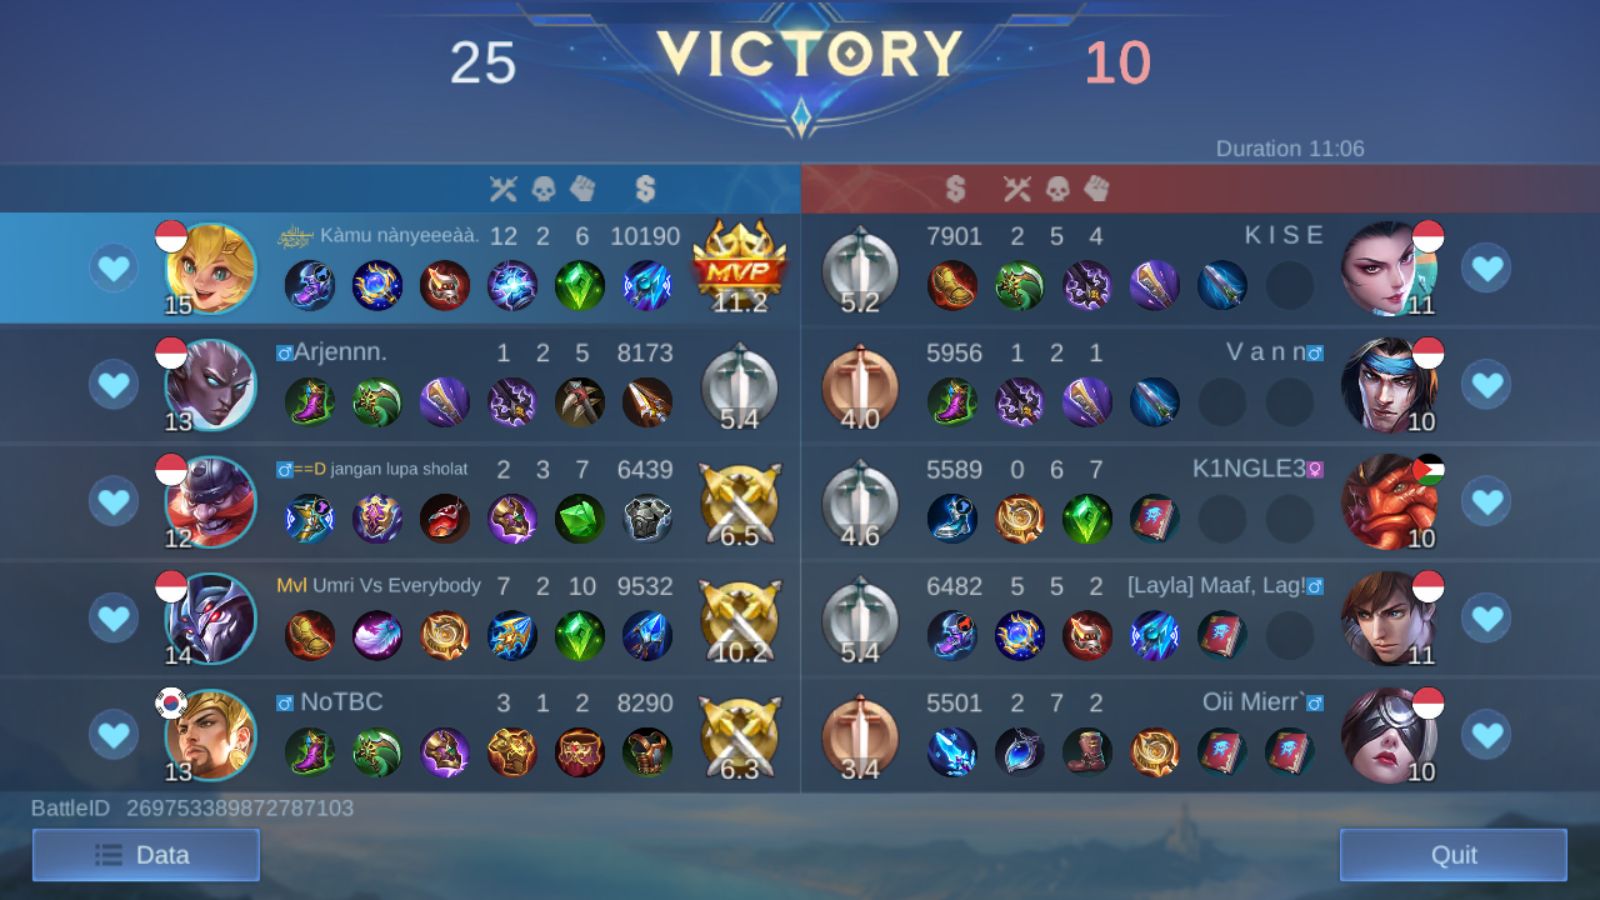 25 VICTORY 10
Duration 11:06
Kàmu nànyeeeàà. 12 2 6 10190
15 MVP 11.2
5.2 7901 2 5 4 K I S E 11
Arjennn. 1 2 5 8173
13 5.4
4.0 5956 1 2 1 V a n n♂ 10
♂==D jangan lupa sholat 2 3 7 6439
12 6.5
4.6 5589 0 6 7 K1NGLE3♀ 10
Mvl Umri Vs Everybody 7 2 10 9532
14 10.2
5.4 6482 5 5 2 [Layla] Maaf, Lag!♂ 11
♂ NoTBC 3 1 2 8290
13 6.3
3.4 5501 2 7 2 Oii Mierr`♂ 10
BattleID 269753389872787103
Data
Quit